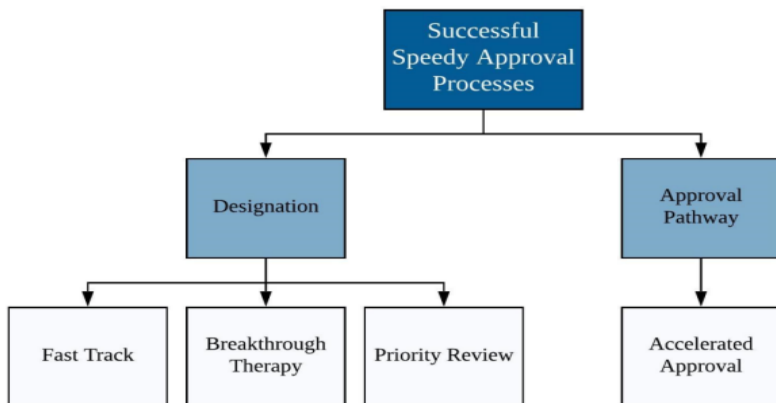 Successful
Speedy Approval
Processes
Designation
Approval
Pathway
Fast Track
Breakthrough
Therapy
Priority Review
Accelerated
Approval